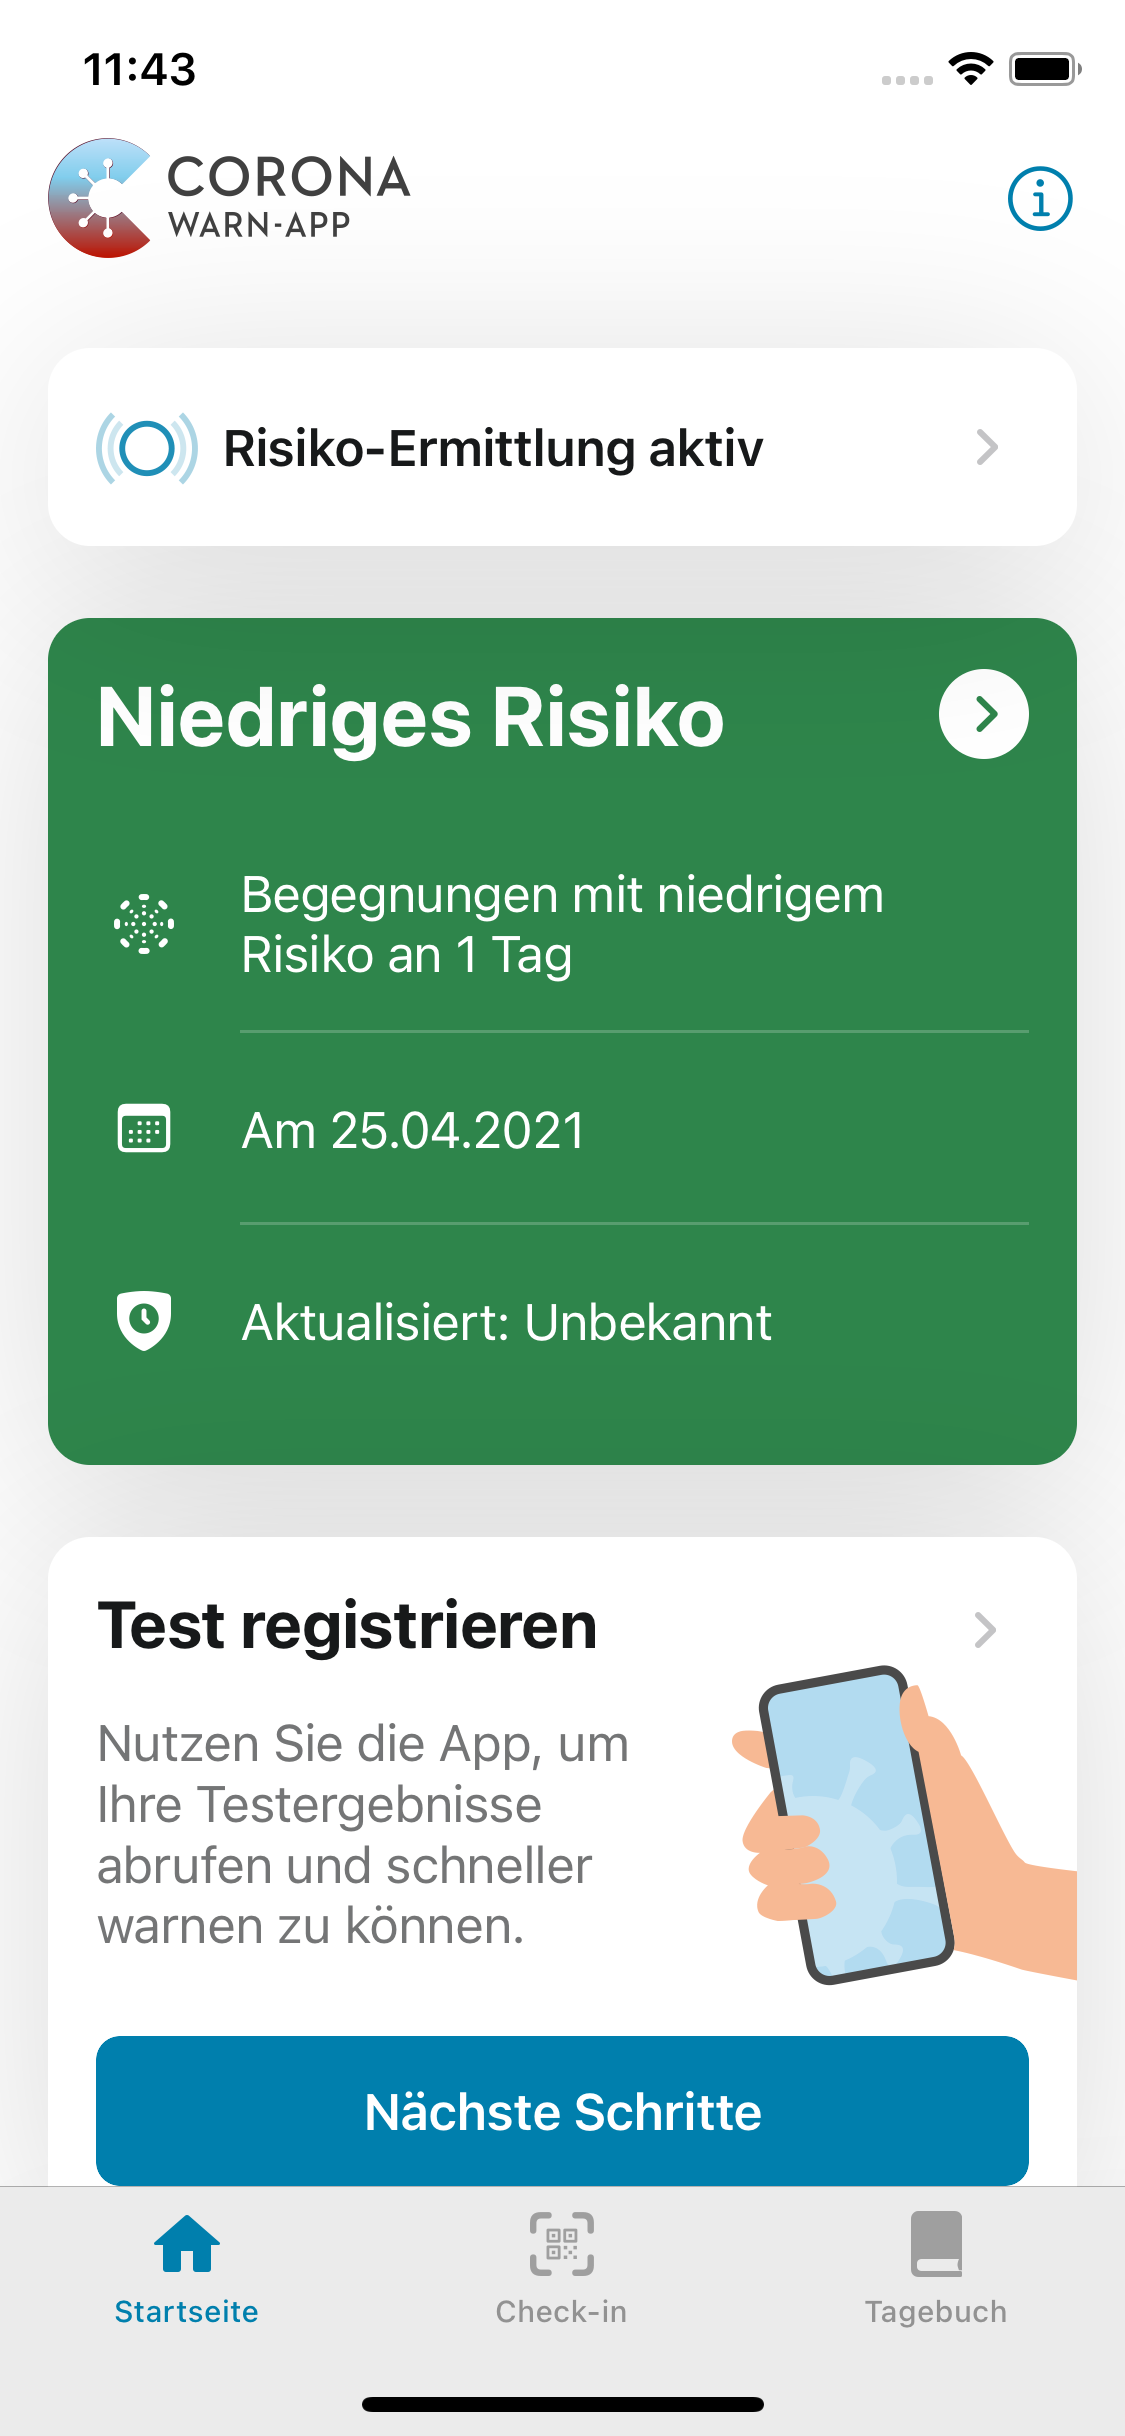 11:43
CORONA
WARN-APP
Risiko-Ermittlung aktiv
Niedriges Risiko
Begegnungen mit niedrigem
Risiko an 1 Tag
Am 25.04.2021
Aktualisiert: Unbekannt
Test registrieren
Nutzen Sie die App, um
Ihre Testergebnisse
abrufen und schneller
warnen zu können.
Nächste Schritte
Startseite
Check-in
Tagebuch